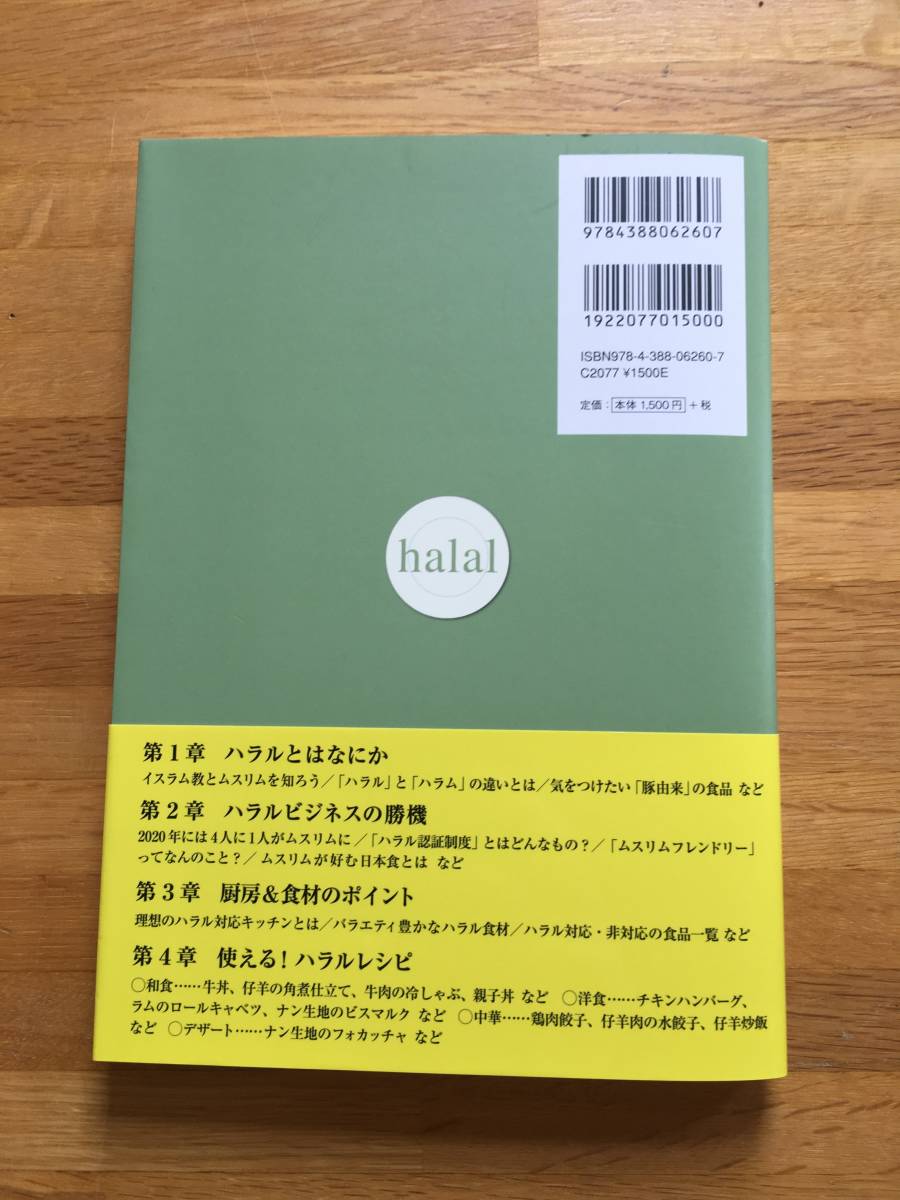 9784388062607
1922077015000
ISBN978-4-388-06260-7
C2077 ¥1500E
定価：本体 1,500円＋税
halal
第1章　ハラルとはなにか
イスラム教とムスリムを知ろう／「ハラル」と「ハラム」の違いとは／気をつけたい「豚由来」の食品 など
第2章　ハラルビジネスの勝機
2020年には4人に1人がムスリムに／「ハラル認証制度」とはどんなもの？／「ムスリムフレンドリー」
ってなんのこと？／ムスリムが好む日本食とは など
第3章　厨房＆食材のポイント
理想のハラル対応キッチンとは／バラエティ豊かなハラル食材／ハラル対応・非対応の食品一覧 など
第4章　使える！ハラルレシピ
○和食……牛丼、仔羊の角煮仕立て、牛肉の冷しゃぶ、親子丼 など　○洋食……チキンハンバーグ、
ラムのロールキャベツ、ナン生地のビスマルク など　○中華……鶏肉餃子、仔羊肉の水餃子、仔羊炒飯
など　○デザート……ナン生地のフォカッチャ など